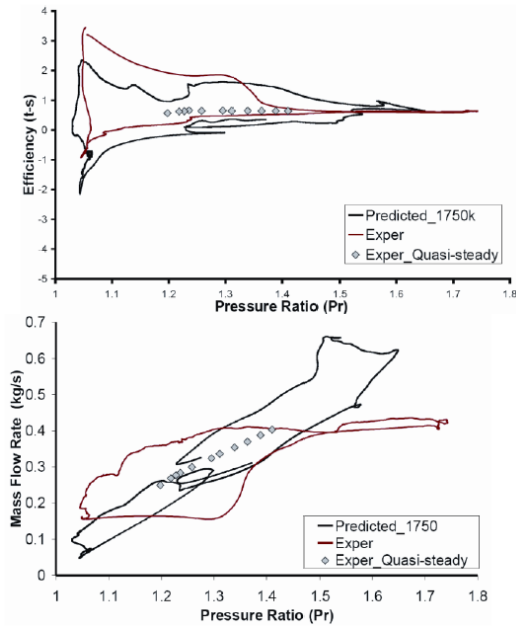 4
3
2
1
0
-1
-2
-3
-4
-5
Efficiency (t-s)
Predicted_1750k
Exper
Exper_Quasi-steady
1 1.1 1.2 1.3 1.4 1.5 1.6 1.7 1.8
Pressure Ratio (Pr)
0.7
0.6
0.5
0.4
0.3
0.2
0.1
0
Mass Flow Rate (kg/s)
Predicted_1750
Exper
Exper_Quasi-steady
1 1.1 1.2 1.3 1.4 1.5 1.6 1.7 1.8
Pressure Ratio (Pr)